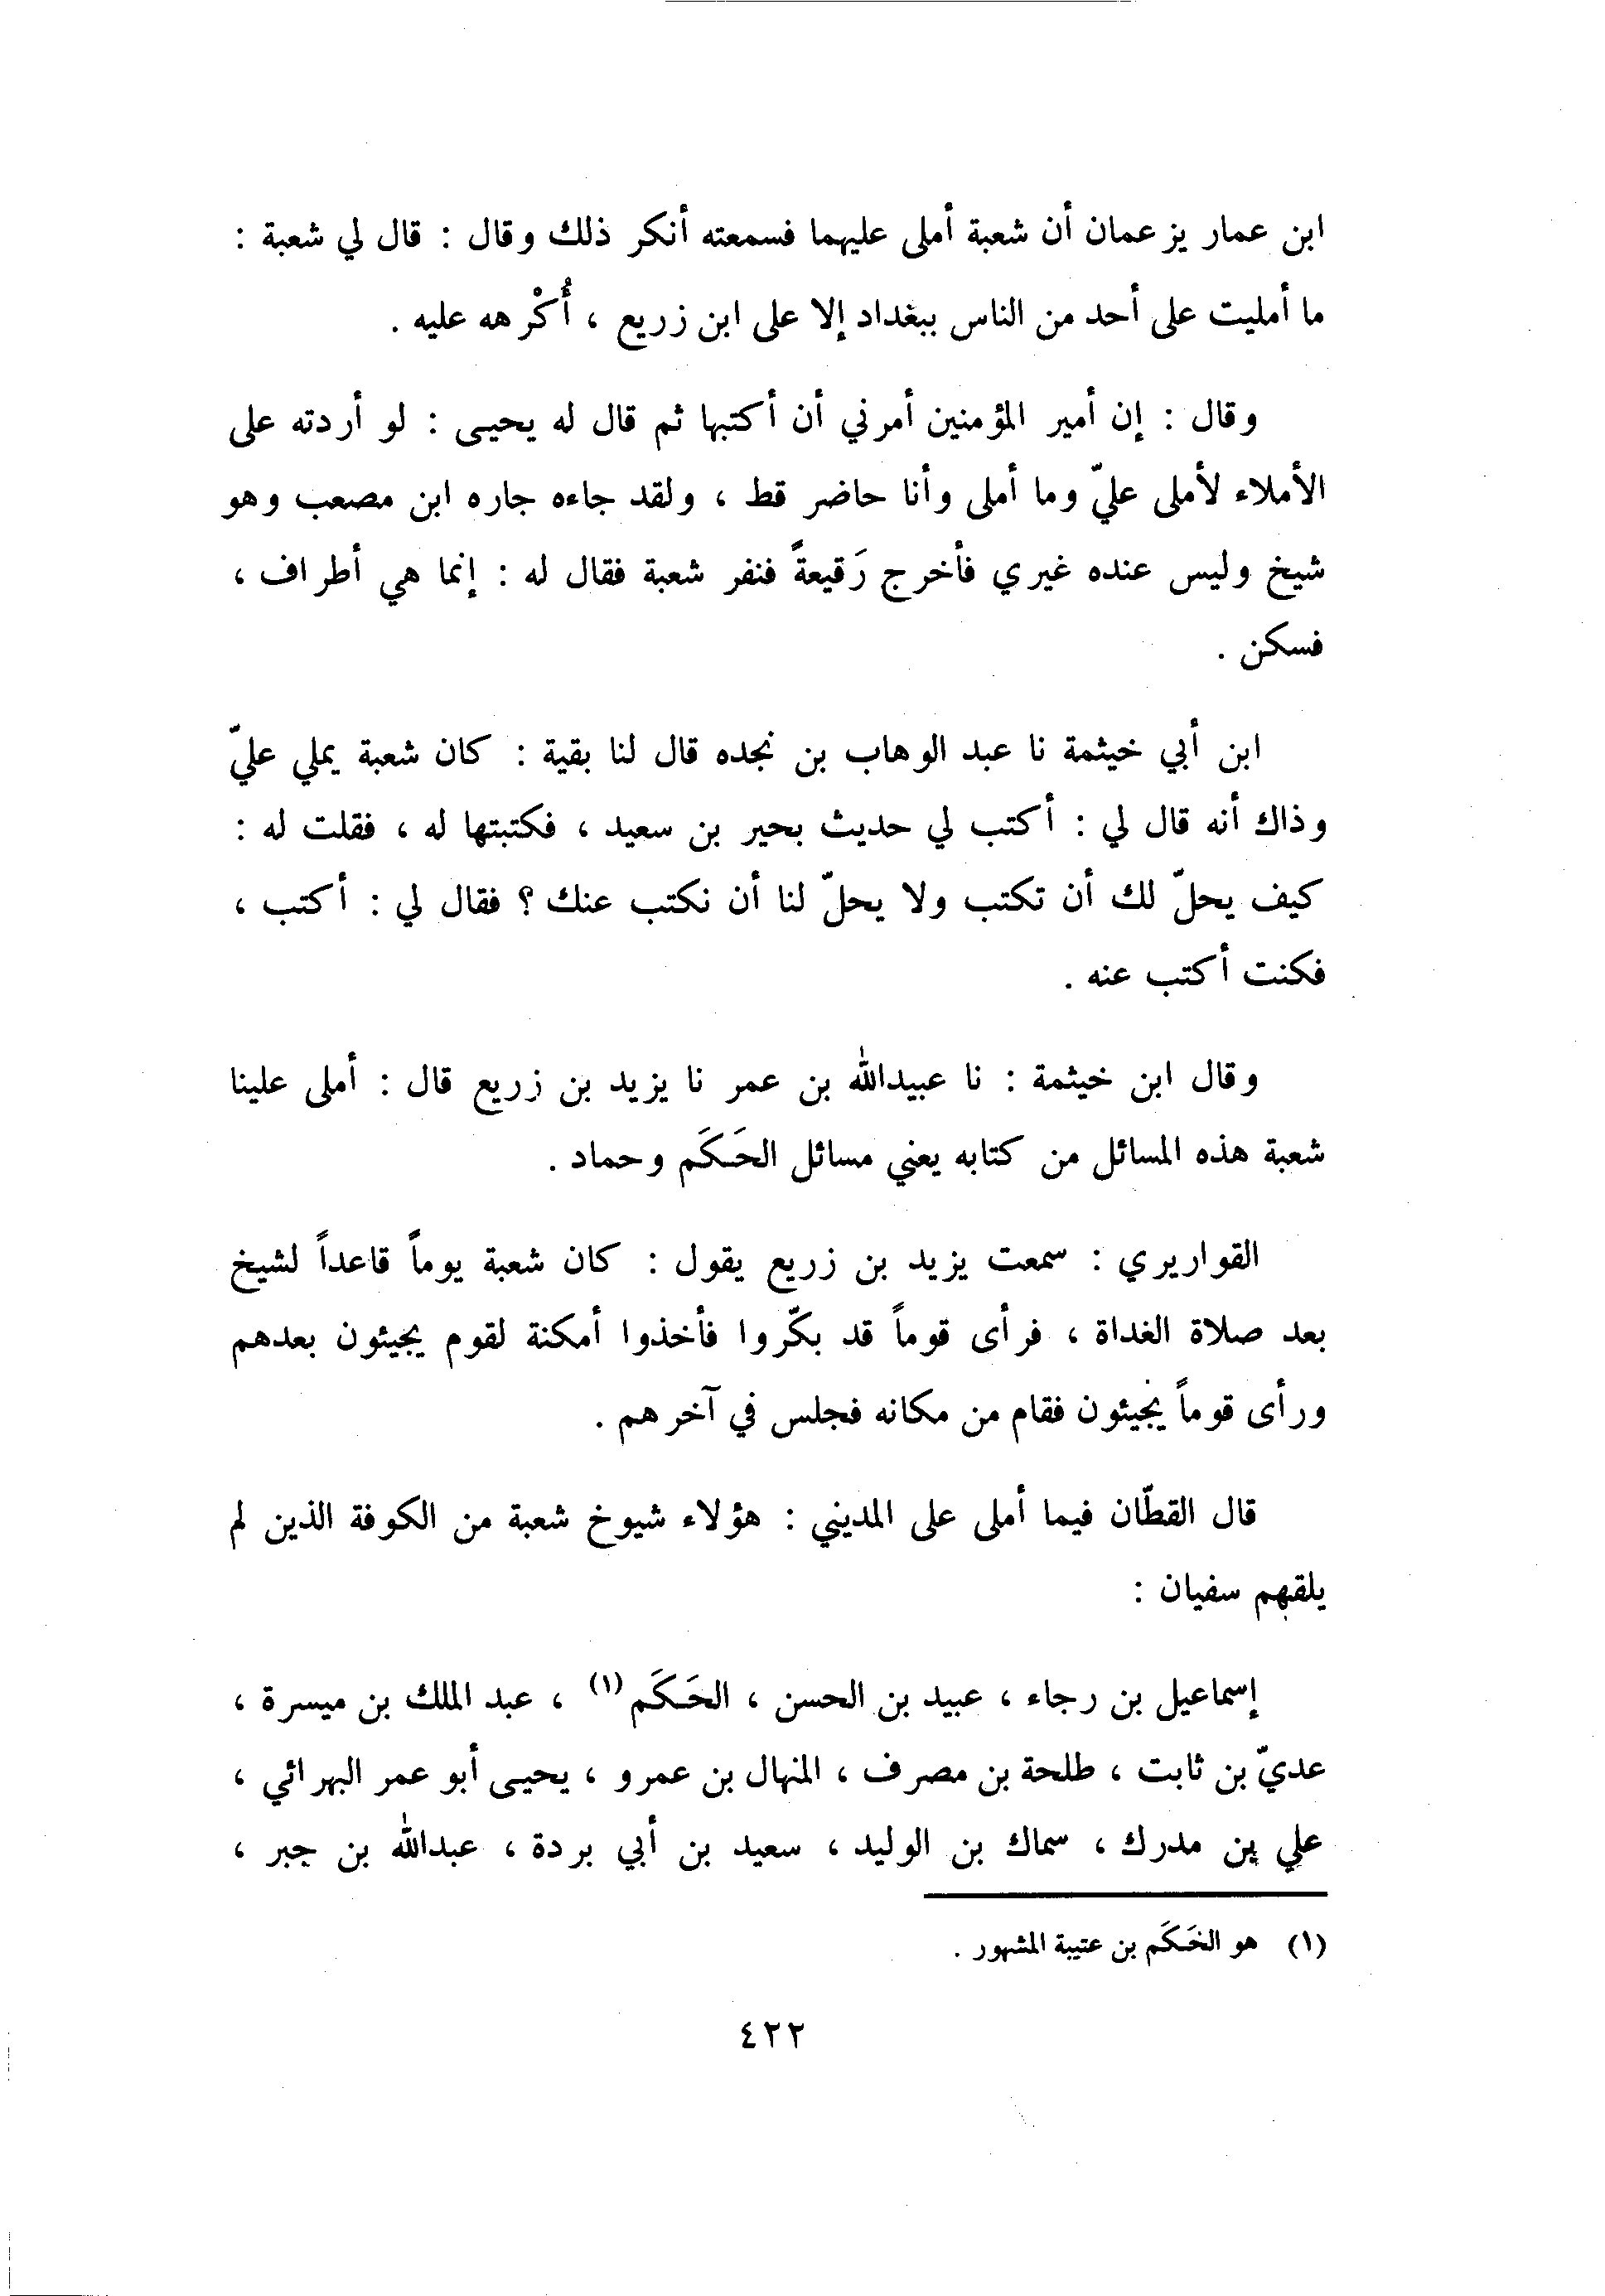 ابن عمار يزعمان أن شعبة أملى عليهما فسمعته أنكر ذلك وقال : قال لي شعبة :
ما أمليت على أحد من الناس ببغداد إلا على ابن زريع ، أُكْرهه عليه .
وقال : إن أمير المؤمنين أمرني أن أكتبها ثم قال له يحيى : لو أردته على
الأملاء لأملى عليّ وما أملى وأنا حاضر قط ، ولقد جاءه جاره ابن مصعب وهو
شيخ وليس عنده غيري فأخرج رَقيعةً فنفر شعبة فقال له : إنما هي أطراف ،
فسكن .
ابن أبي خيثمة نا عبد الوهاب بن نجده قال لنا بقية : كان شعبة يملي عليّ
وذاك أنه قال لي : أكتب لي حديث بحير بن سعيد ، فكتبتها له ، فقلت له :
كيف يحلّ لك أن تكتب ولا يحلّ لنا أن نكتب عنك ؟ فقال لي : أكتب ،
فكنت أكتب عنه .
وقال ابن خيثمة : نا عبيدالله بن عمر نا يزيد بن زريع قال : أملى علينا
شعبة هذه المسائل من كتابه يعني مسائل الحَكَم وحماد .
القواريري : سمعت يزيد بن زريع يقول : كان شعبة يوماً قاعداً لشيخ
بعد صلاة الغداة ، فرأى قوماً قد بكّروا فأخذوا أمكنة لقوم يجيئون بعدهم
ورأى قوماً يجيئون فقام من مكانه فجلس في آخرهم .
قال القطّان فيما أملى على المديني : هؤلاء شيوخ شعبة من الكوفة الذين لم
يلقهم سفيان :
إسماعيل بن رجاء ، عبيد بن الحسن ، الحَكَم (١) ، عبد الملك بن ميسرة ،
عديّ بن ثابت ، طلحة بن مصرف ، المنهال بن عمرو ، يحيى أبو عمر البهرائي ،
علي بن مدرك ، سماك بن الوليد ، سعيد بن أبي بردة ، عبدالله بن جبر ،
(١) هو الحَكَم بن عتيبة المشهور .
٤٢٢